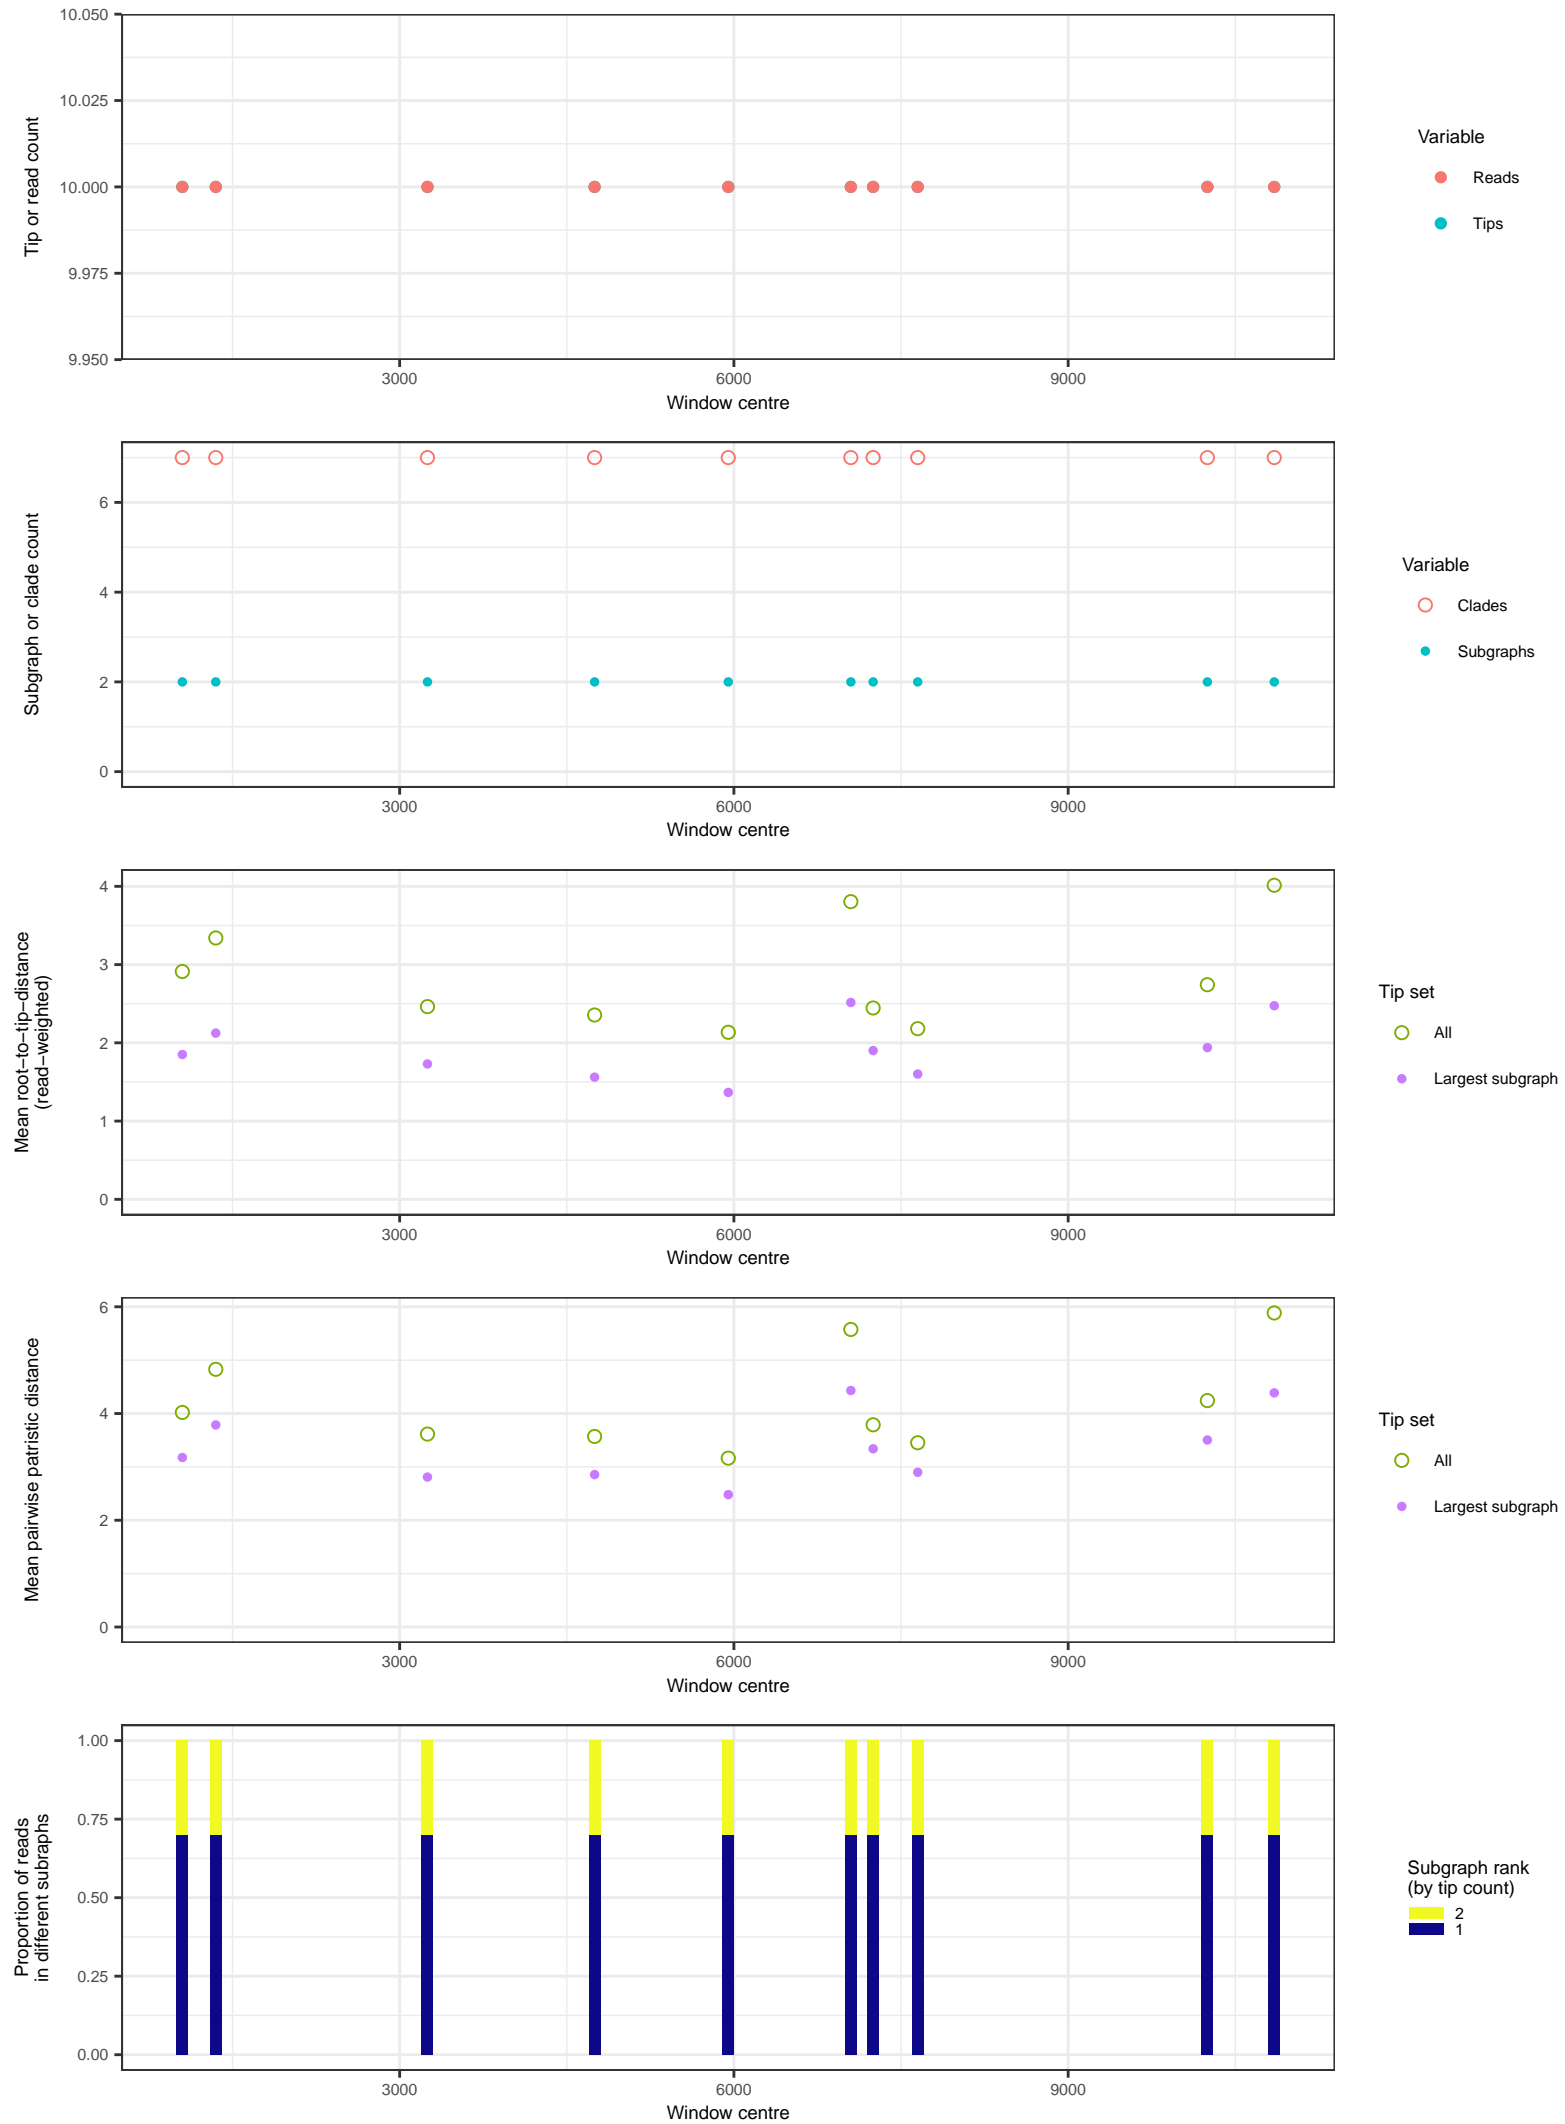 10.050
10.025
10.000
9.975
9.950
Tip or read count
3000
6000
9000
Window centre
Variable
Reads
Tips
6
4
2
0
Subgraph or clade count
3000
6000
9000
Window centre
Variable
Clades
Subgraphs
4
3
2
1
0
Mean root−to−tip−distance
(read−weighted)
3000
6000
9000
Window centre
Tip set
All
Largest subgraph
6
4
2
0
Mean pairwise patristic distance
3000
6000
9000
Window centre
Tip set
All
Largest subgraph
1.00
0.75
0.50
0.25
0.00
Proportion of reads
in different subraphs
3000
6000
9000
Window centre
Subgraph rank
(by tip count)
2
1